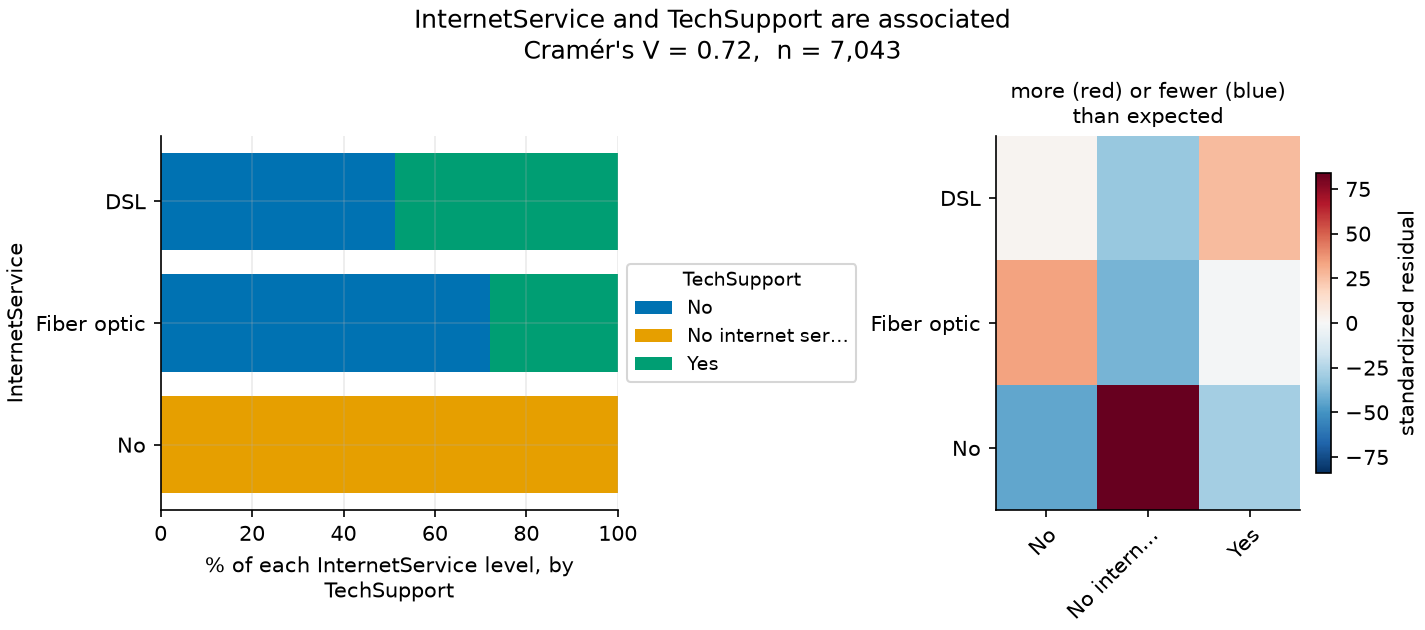 InternetService and TechSupport are associated
Cramér's V = 0.72,  n = 7,043
InternetService
DSL
Fiber optic
No
0 20 40 60 80 100
% of each InternetService level, by
TechSupport
TechSupport
No
No internet ser...
Yes
more (red) or fewer (blue)
than expected
DSL
Fiber optic
No
No
No intern...
Yes
75
50
25
0
−25
−50
−75
standardized residual